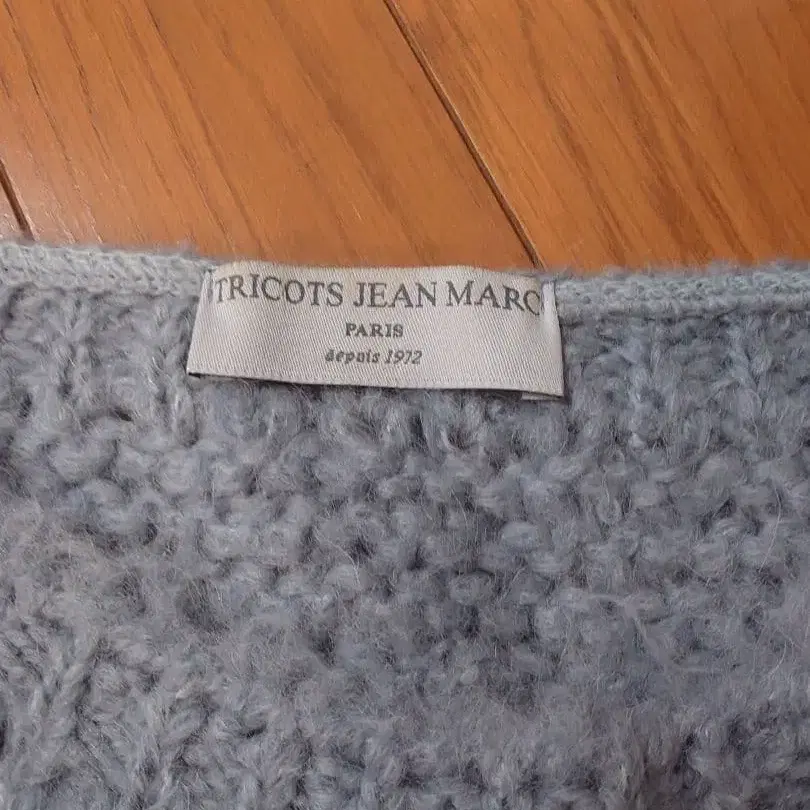 TRICOTS JEAN MARC
PARIS
depuis 1972